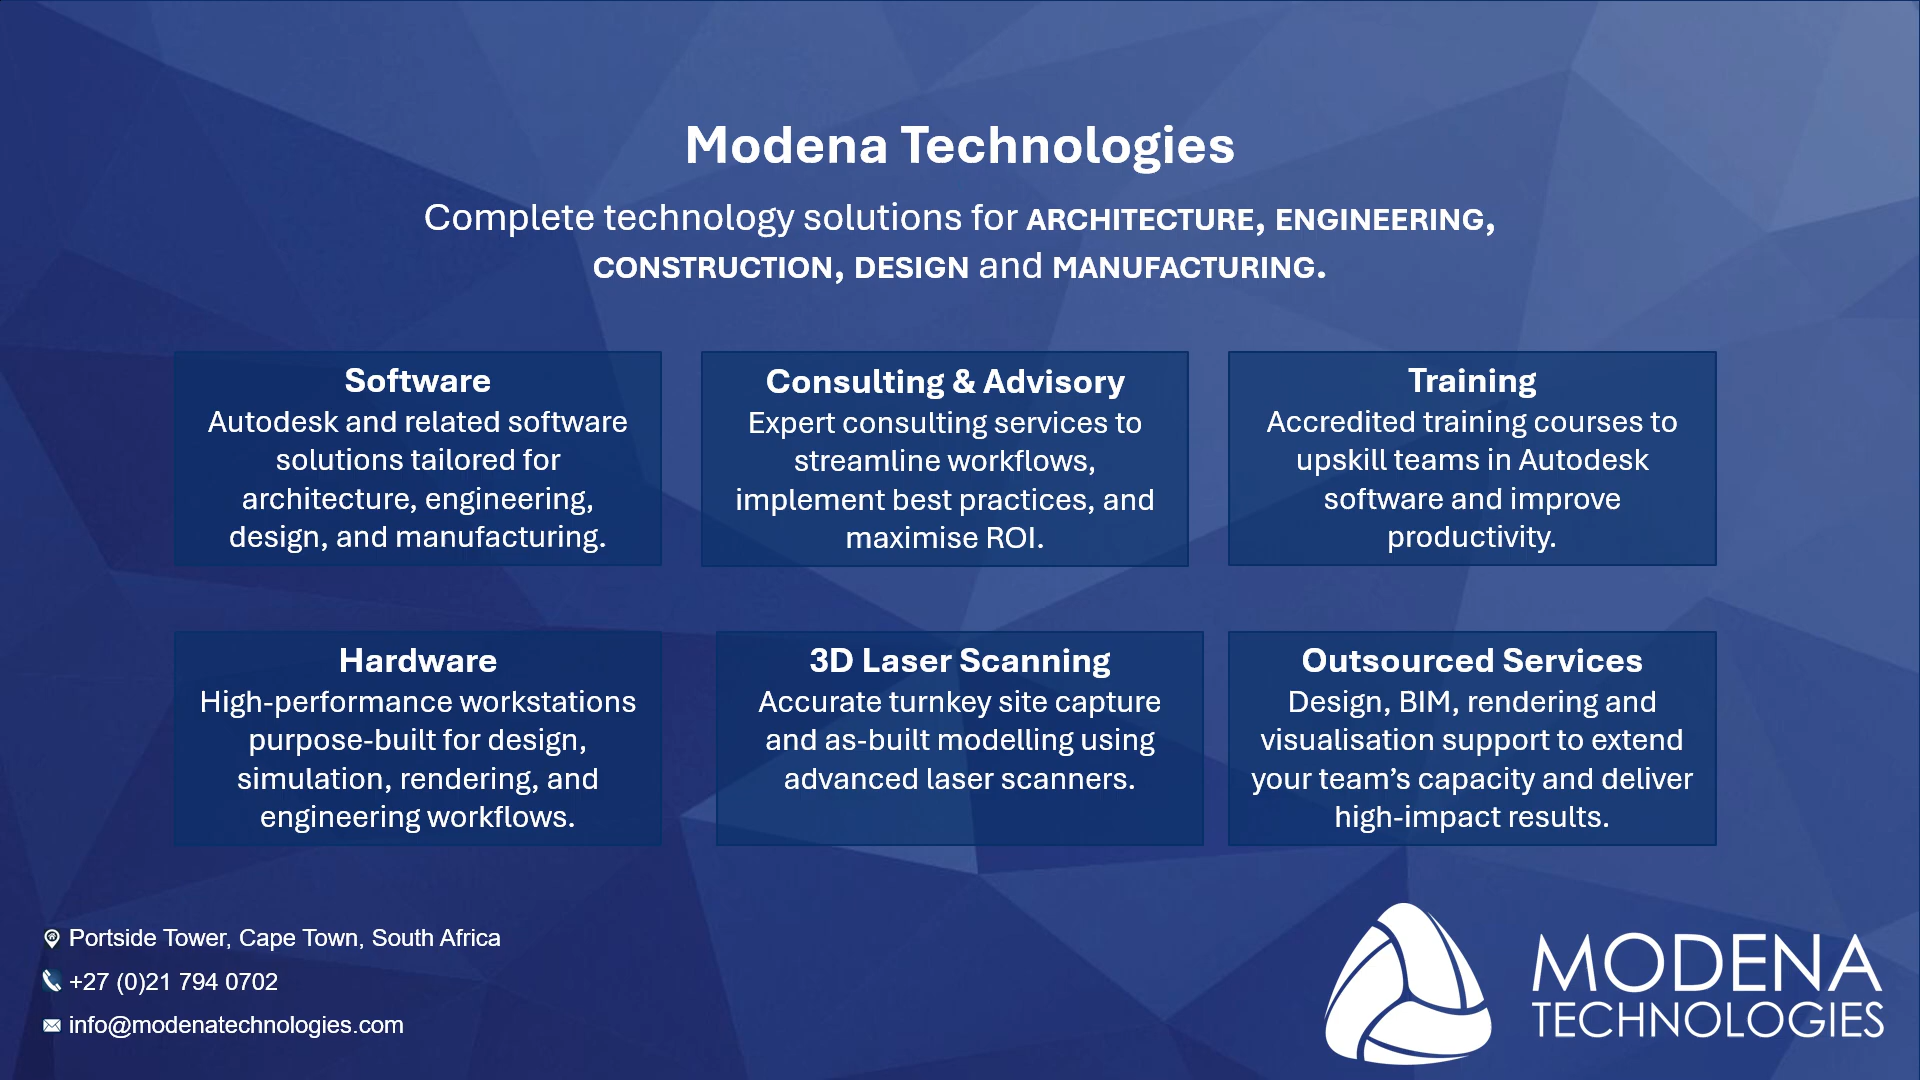 Modena Technologies
Complete technology solutions for ARCHITECTURE, ENGINEERING,
CONSTRUCTION, DESIGN and MANUFACTURING.
Software
Autodesk and related software
solutions tailored for
architecture, engineering,
design, and manufacturing.
Consulting & Advisory
Expert consulting services to
streamline workflows,
implement best practices, and
maximise ROI.
Training
Accredited training courses to
upskill teams in Autodesk
software and improve
productivity.
Hardware
High-performance workstations
purpose-built for design,
simulation, rendering, and
engineering workflows.
3D Laser Scanning
Accurate turnkey site capture
and as-built modelling using
advanced laser scanners.
Outsourced Services
Design, BIM, rendering and
visualisation support to extend
your team’s capacity and deliver
high-impact results.
Portside Tower, Cape Town, South Africa
+27 (0)21 794 0702
info@modenatechnologies.com
MODENA
TECHNOLOGIES